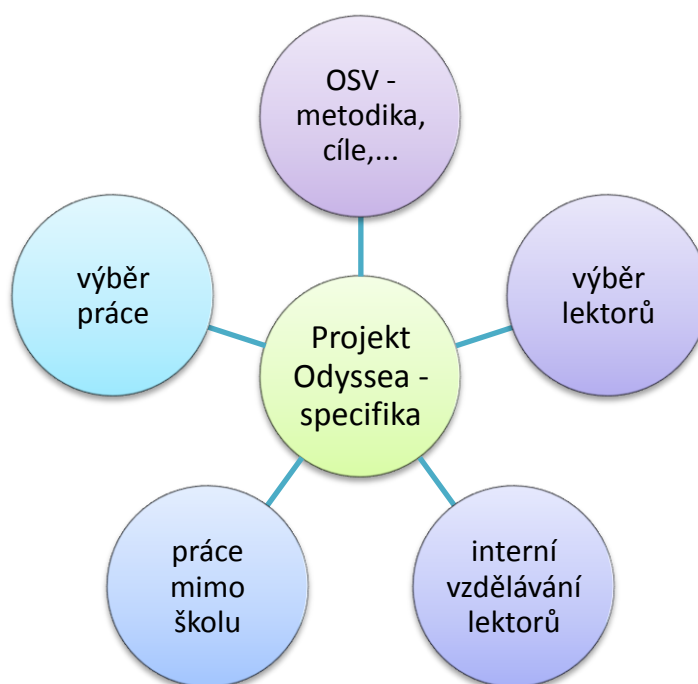 OSV -
metodika,
cíle,...
výběr
práce
výběr
lektorů
Projekt
Odyssea -
specifika
práce
mimo
školu
interní
vzdělávání
lektorů